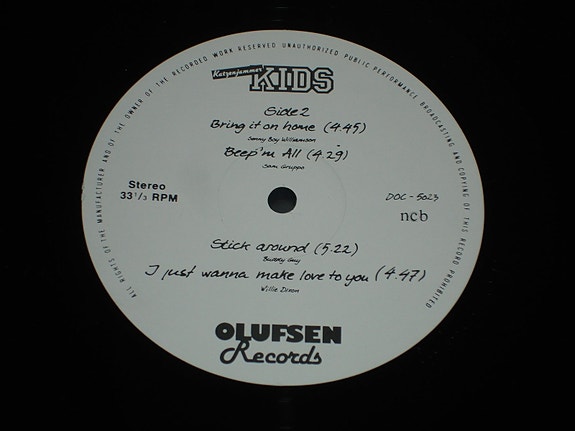 ALL RIGHTS OF THE MANUFACTURER AND OF THE OWNER OF THE RECORDED WORK RESERVED UNAUTHORIZED PUBLIC PERFORMANCE BROADCASTING AND COPYING OF THIS RECORD PROHIBITED
Katzenjammer
KIDS
Side 2
Bring it on home (4.45)
Sonny Boy Williamson
Beep'm All (4.29)
Sam Gruppo
Stereo
33 1/3 RPM
DOC - 5023
ncb
Stick around (5.22)
Buddy Guy
I just wanna make love to you (4.47)
Willie Dixon
OLUFSEN
Records